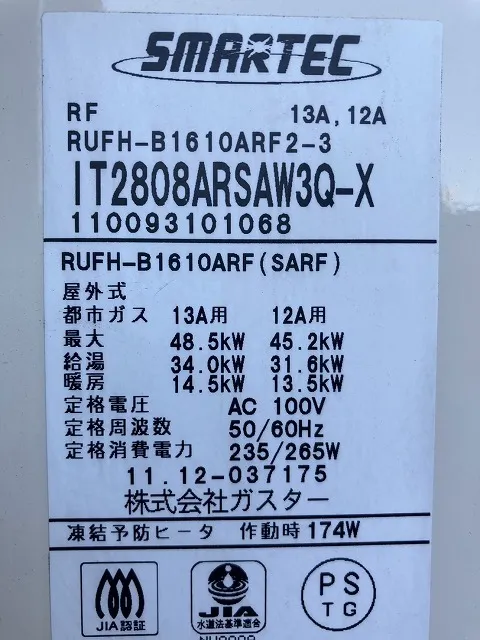 SMARTEC
RF 13A, 12A
RUFH-B1610ARF2-3
IT2808ARSAW3Q-X
110093101068
RUFH-B1610ARF(SARF)
屋外式
都市ガス 13A用 12A用
最大 48.5kW 45.2kW
給湯 34.0kW 31.6kW
暖房 14.5kW 13.5kW
定格電圧 AC 100V
定格周波数 50/60Hz
定格消費電力 235/265W
11.12-037175
株式会社ガスター
凍結予防ヒータ 作動時174W
JIA認証
JIA
水道法基準適合
PS
TG